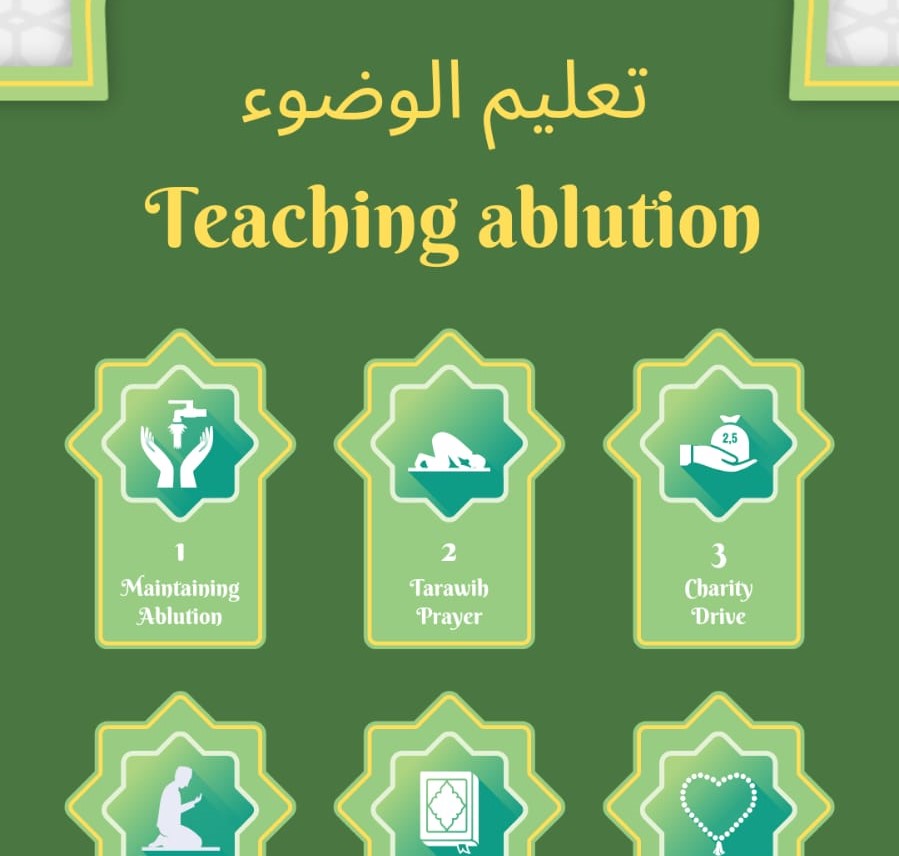 تعليم الوضوء
Teaching ablution
2,5
1
Maintaining
Ablution
2
Tarawih
Prayer
3
Charity
Drive